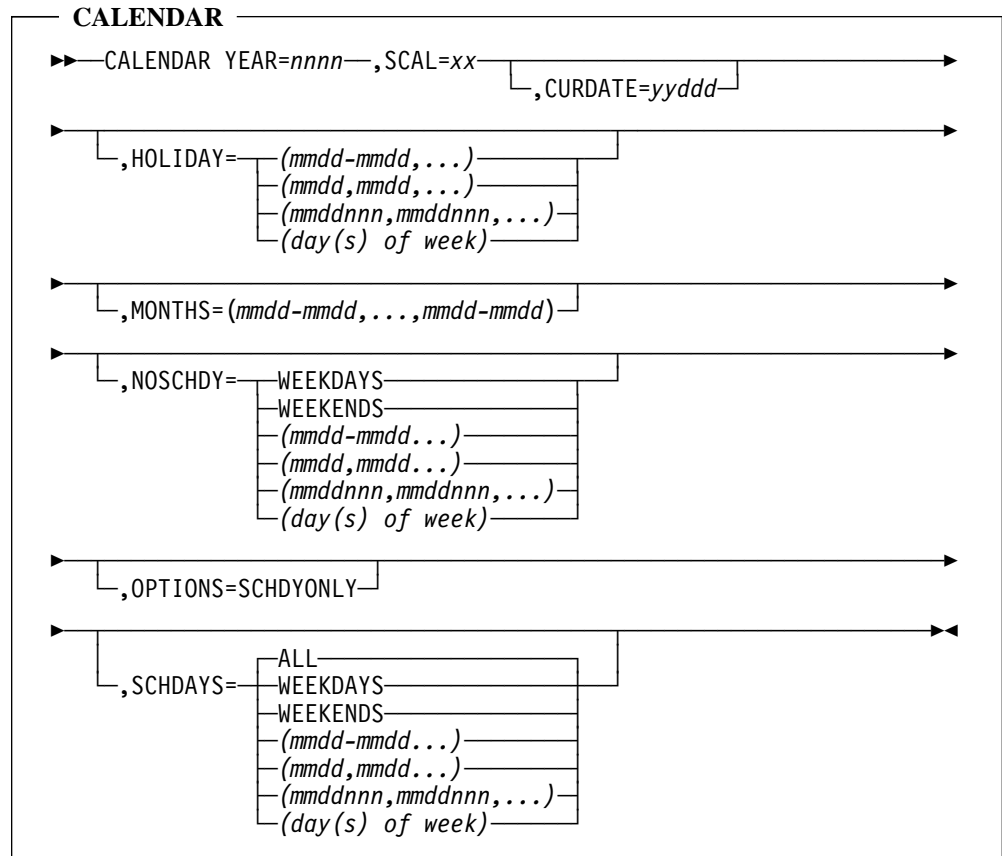 CALENDAR
CALENDAR YEAR=nnnn ,SCAL=xx
,CURDATE=yyddd
,HOLIDAY= (mmdd-mmdd,...)
(mmdd,mmdd,...)
(mmddnnn,mmddnnn,...)
(day(s) of week)
,MONTHS=(mmdd-mmdd,...,mmdd-mmdd)
,NOSCHDY= WEEKDAYS
WEEKENDS
(mmdd-mmdd...)
(mmdd,mmdd...)
(mmddnnn,mmddnnn,...)
(day(s) of week)
,OPTIONS=SCHDYONLY
ALL
,SCHDAYS= WEEKDAYS
WEEKENDS
(mmdd-mmdd...)
(mmdd,mmdd...)
(mmddnnn,mmddnnn,...)
(day(s) of week)